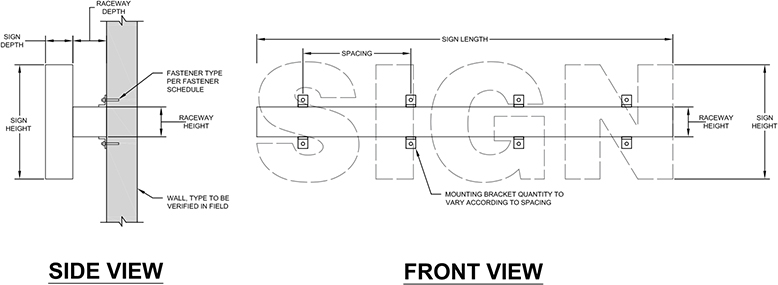 RACEWAY
DEPTH
SIGN
DEPTH
SIGN
HEIGHT
FASTENER TYPE
PER FASTENER
SCHEDULE
RACEWAY
HEIGHT
WALL, TYPE TO BE
VERIFIED IN FIELD
SIDE VIEW
SIGN LENGTH
SPACING
SIGN
RACEWAY
HEIGHT
SIGN
HEIGHT
MOUNTING BRACKET QUANTITY TO
VARY ACCORDING TO SPACING
FRONT VIEW